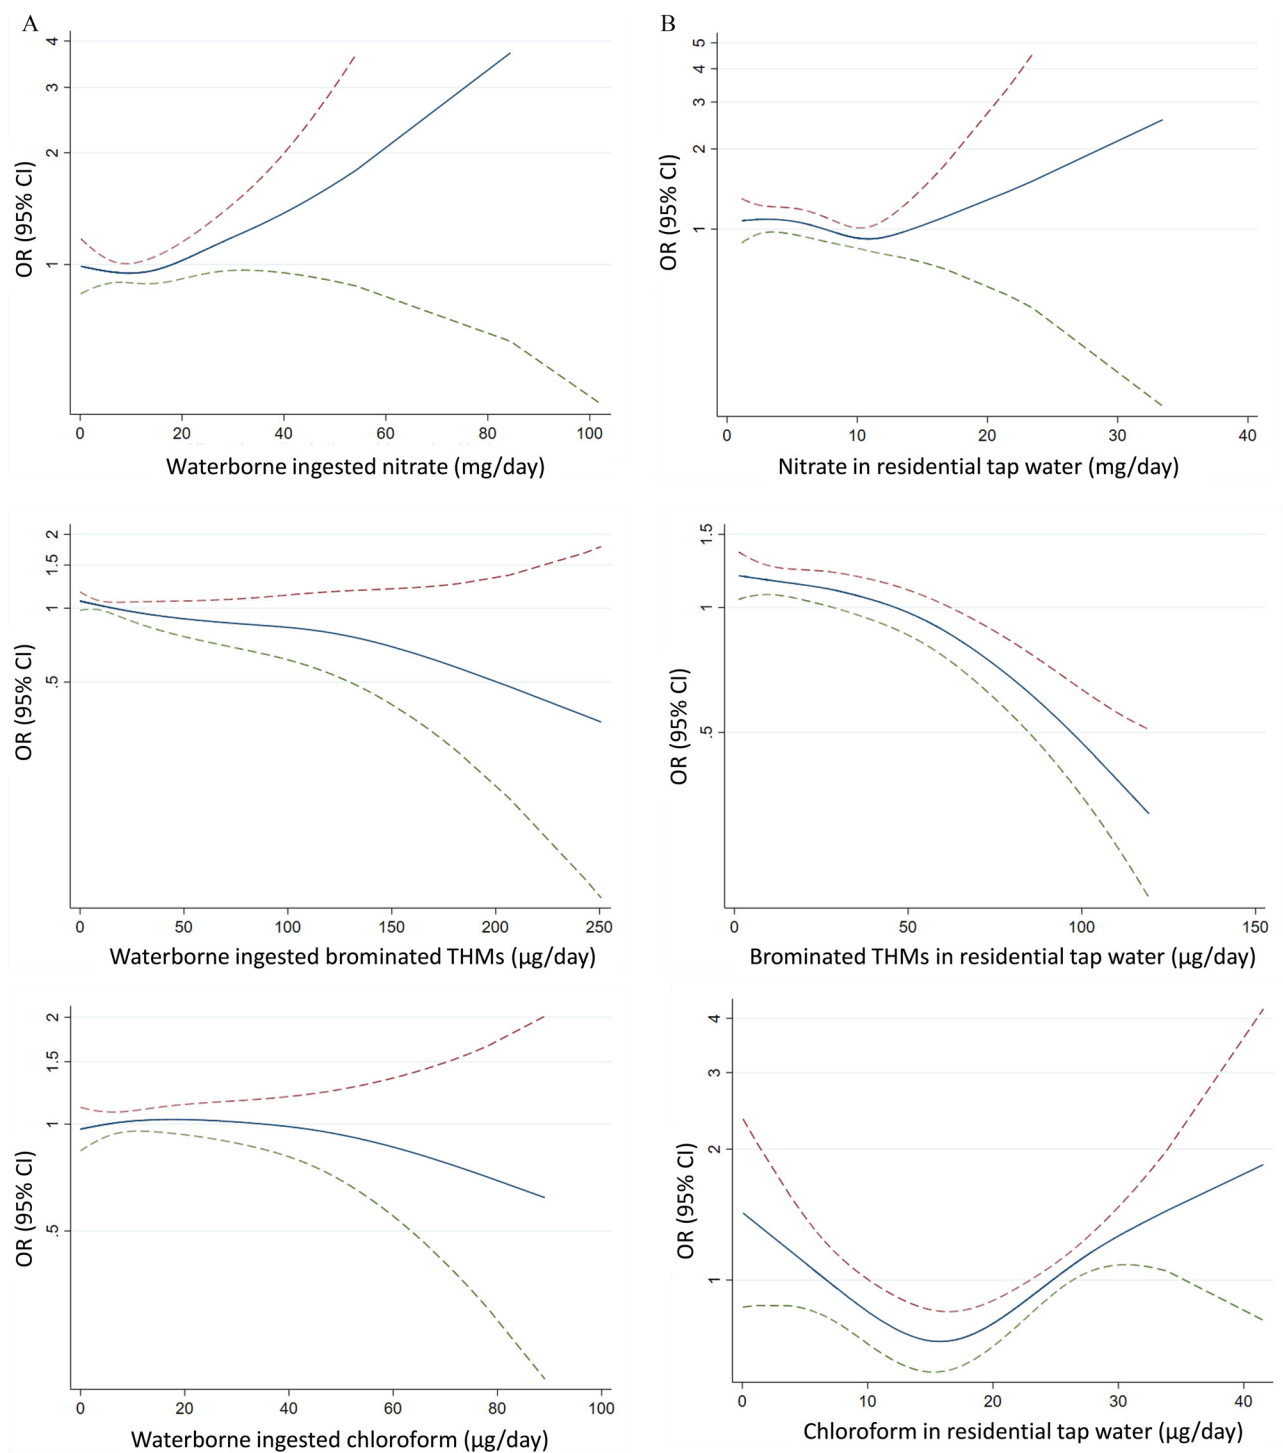 A
4
3
2
1
OR (95% CI)
0 20 40 60 80 100
Waterborne ingested nitrate (mg/day)
B
5
4
3
2
1
OR (95% CI)
0 10 20 30 40
Nitrate in residential tap water (mg/day)
2
1.5
1
.5
OR (95% CI)
0 50 100 150 200 250
Waterborne ingested brominated THMs (µg/day)
1.5
1
.5
OR (95% CI)
0 50 100 150
Brominated THMs in residential tap water (µg/day)
2
1.5
1
.5
OR (95% CI)
0 20 40 60 80 100
Waterborne ingested chloroform (µg/day)
4
3
2
1
OR (95% CI)
0 10 20 30 40
Chloroform in residential tap water (µg/day)